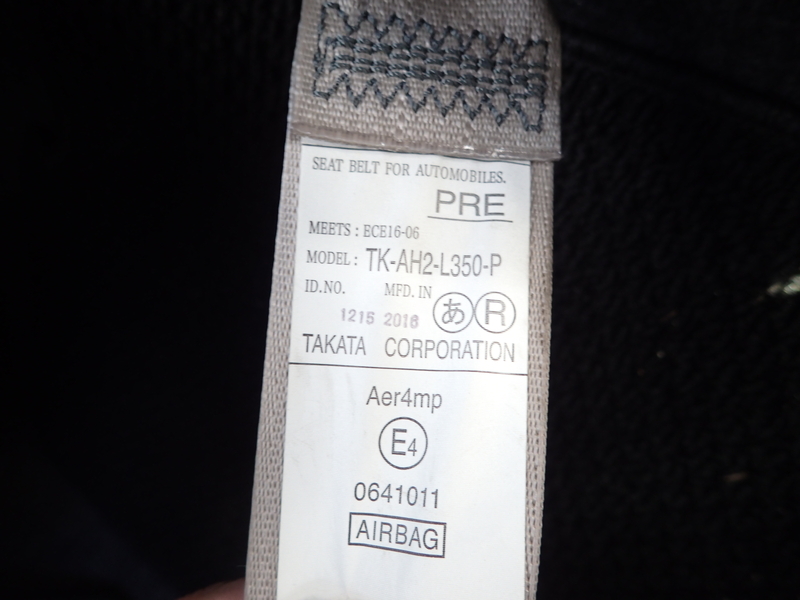 SEAT BELT FOR AUTOMOBILES.
PRE
MEETS : ECE16-06
MODEL : TK-AH2-L350-P
ID.NO. MFD. IN
1215 2016 あ R
TAKATA CORPORATION
Aer4mp
E4
0641011
AIRBAG